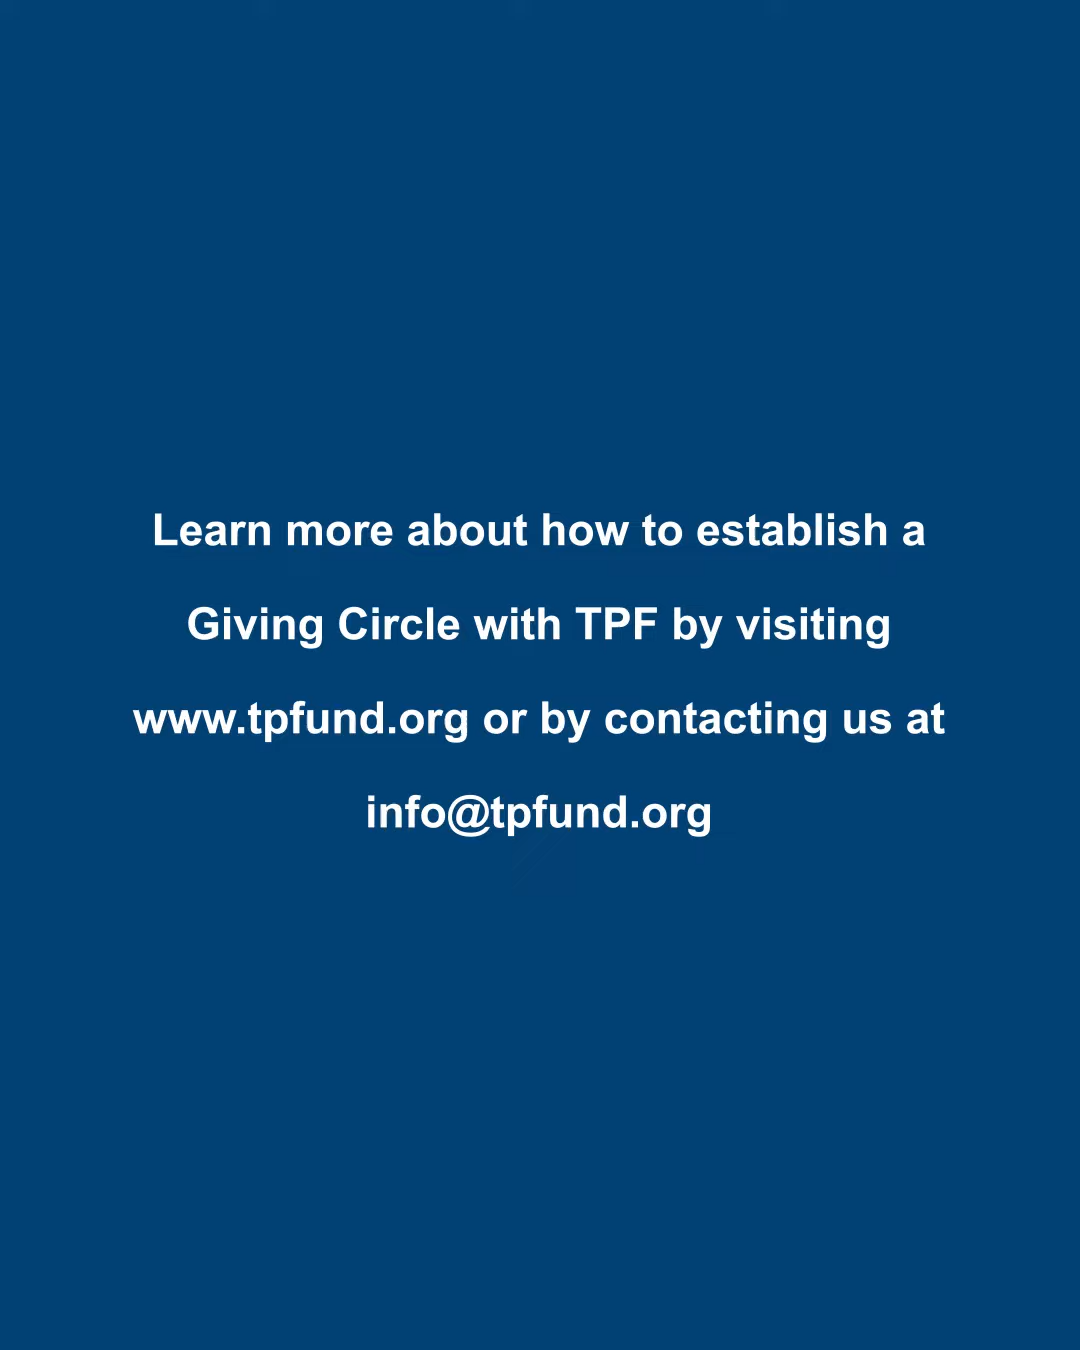 Learn more about how to establish a
Giving Circle with TPF by visiting
www.tpfund.org or by contacting us at
info@tpfund.org